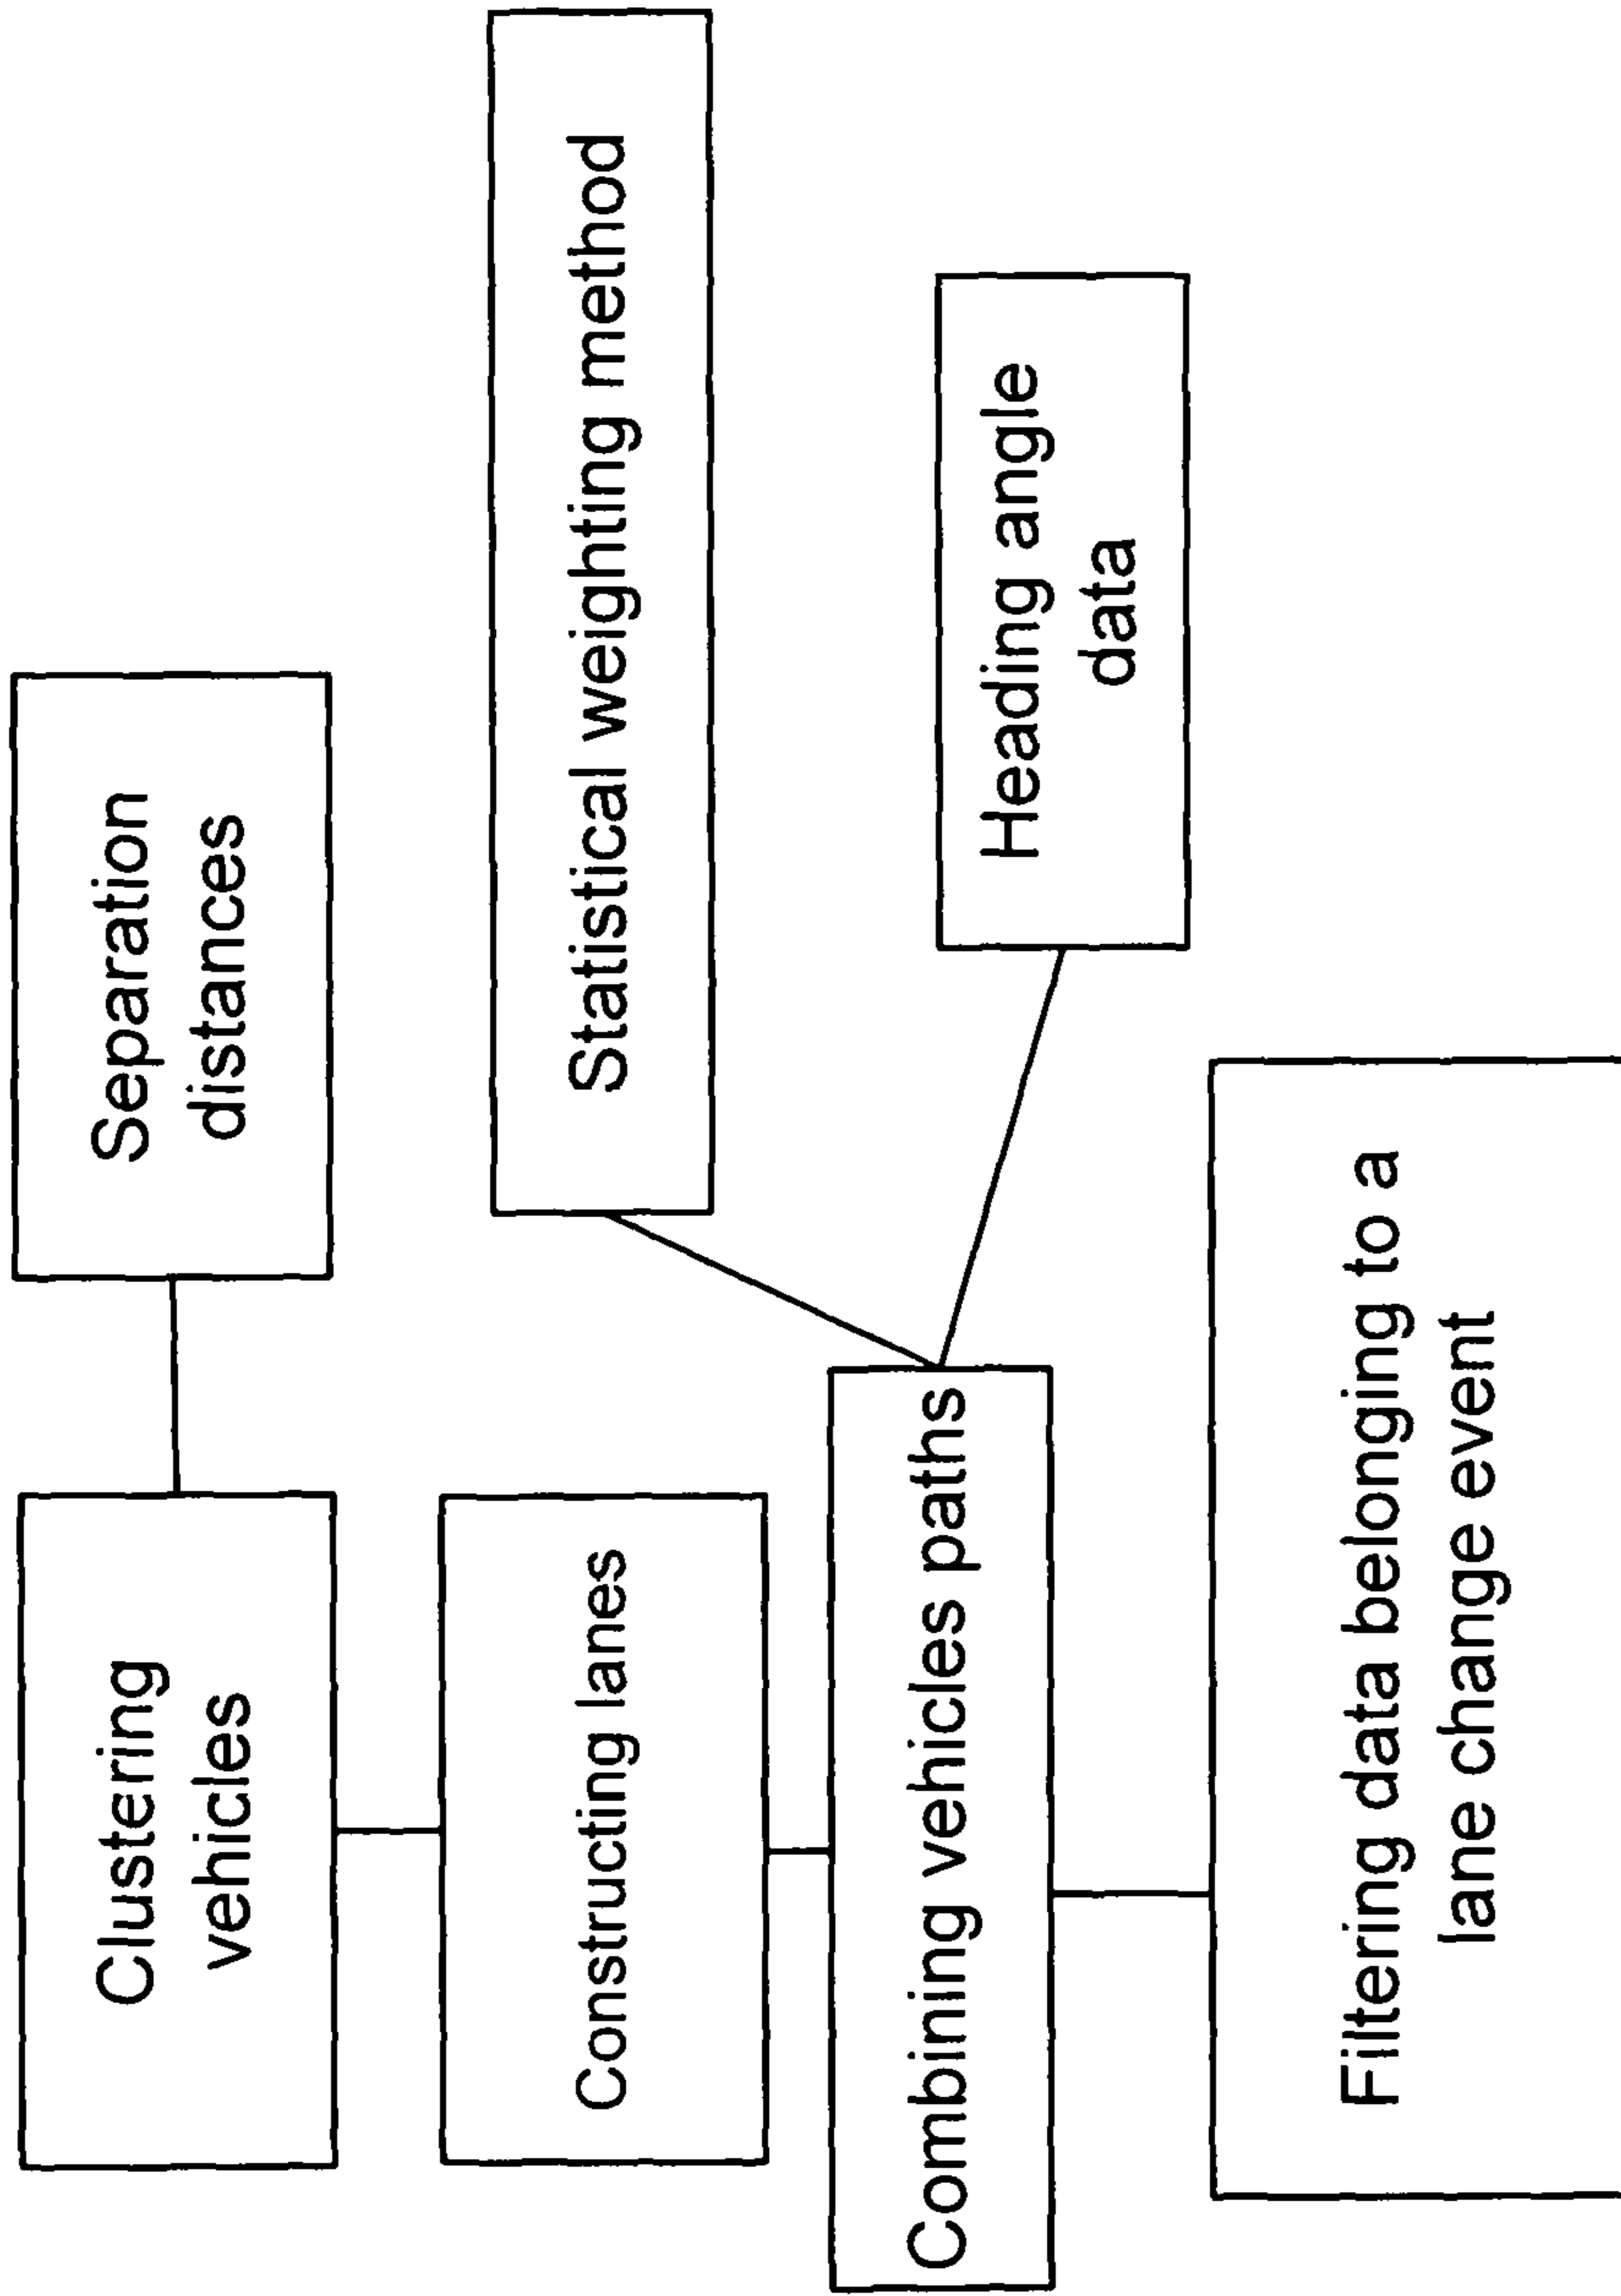 Clustering
vehicles
Separation
distances
Constructing lanes
Statistical weighting method
Combining vehicles paths
Heading angle
data
Filtering data belonging to a
lane change event